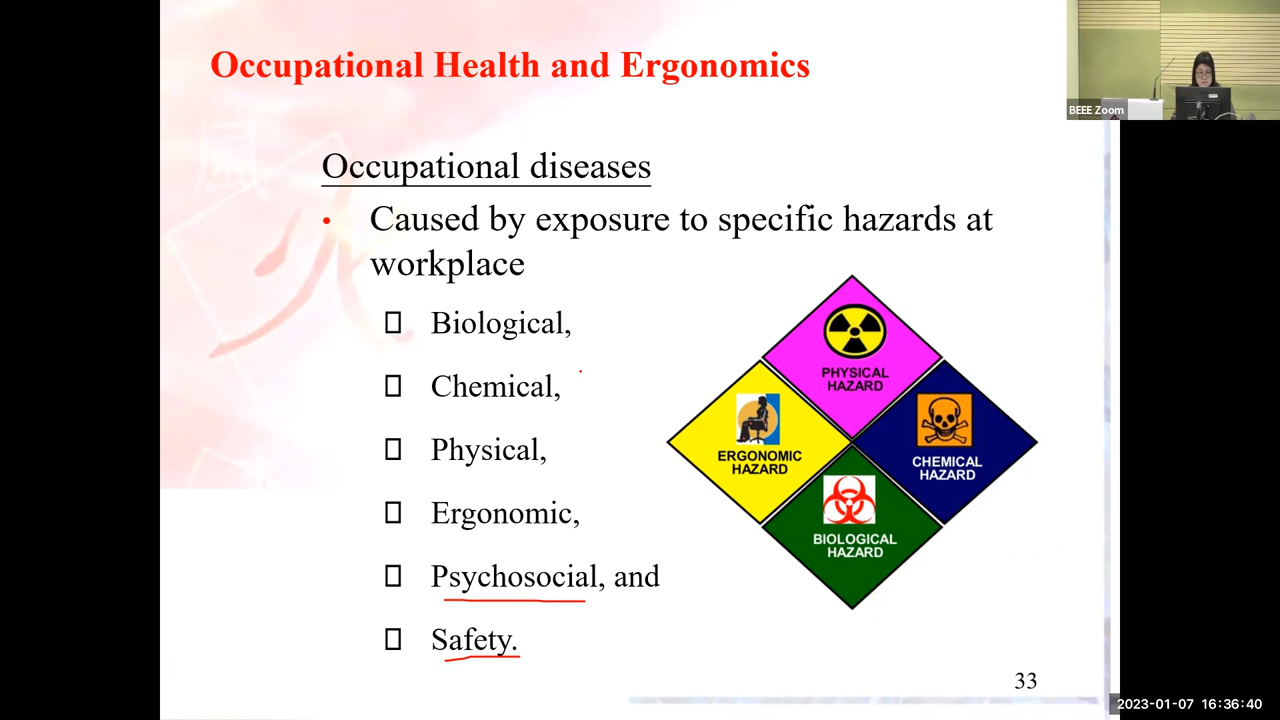 Occupational Health and Ergonomics
BEEE Zoom
風
火
Occupational diseases
• Caused by exposure to specific hazards at
workplace
Biological,
Chemical,
Physical,
Ergonomic,
Psychosocial, and
Safety.
PHYSICAL
HAZARD
ERGONOMIC
HAZARD
CHEMICAL
HAZARD
BIOLOGICAL
HAZARD
33
2023-01-07 16:36:40